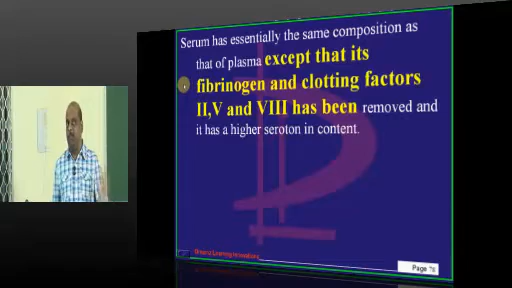 Serum has essentially the same composition as
that of plasma except that its
fibrinogen and clotting factors
II,V and VIII has been removed and
it has a higher seroton in content.
Page 78